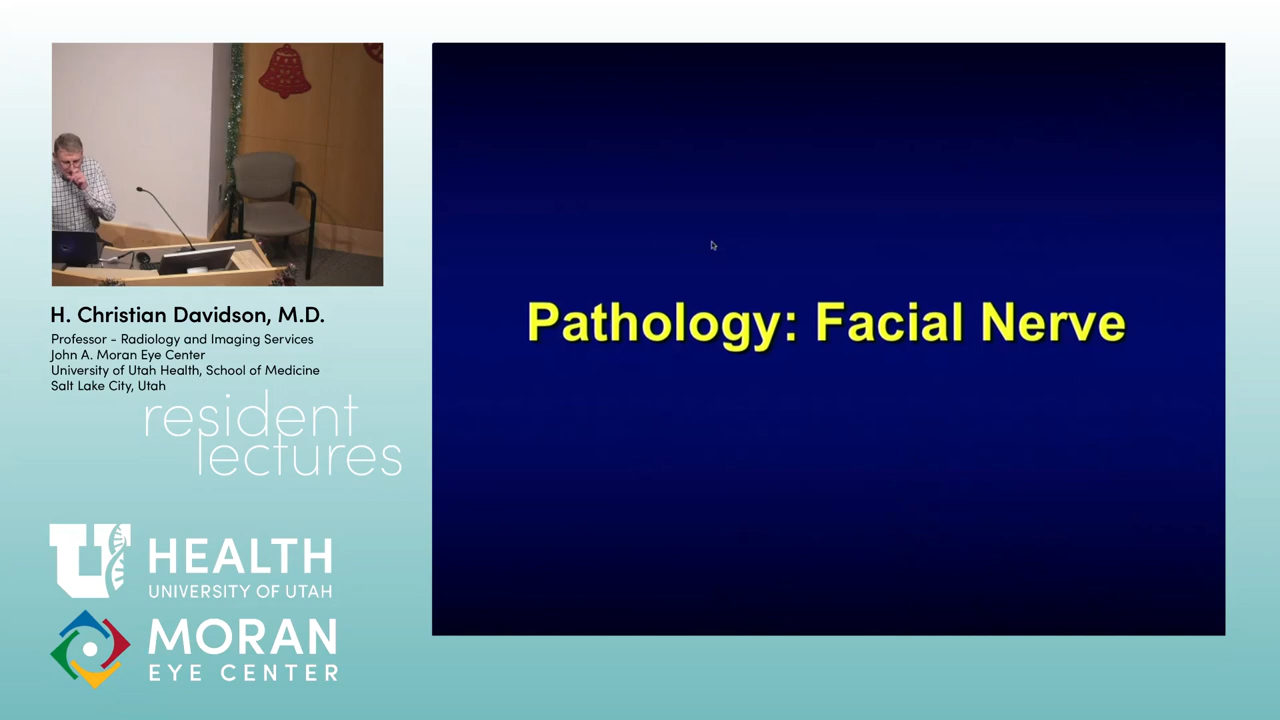 H. Christian Davidson, M.D.
Professor - Radiology and Imaging Services
John A. Moran Eye Center
University of Utah Health, School of Medicine
Salt Lake City, Utah
resident
lectures
U HEALTH
UNIVERSITY OF UTAH
MORAN
EYE CENTER
Pathology: Facial Nerve